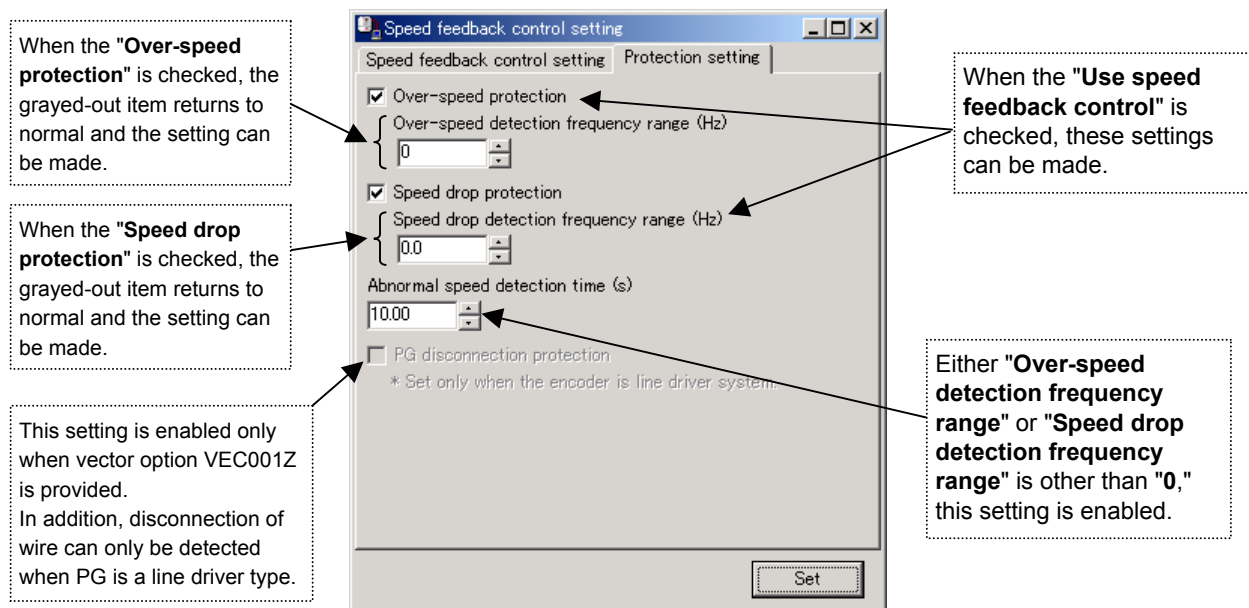 When the "Over-speed
protection" is checked, the
grayed-out item returns to
normal and the setting can
be made.
When the "Speed drop
protection" is checked, the
grayed-out item returns to
normal and the setting can
be made.
This setting is enabled only
when vector option VEC001Z
is provided.
In addition, disconnection of
wire can only be detected
when PG is a line driver type.
Speed feedback control setting
Speed feedback control setting Protection setting
Over-speed protection
Over-speed detection frequency range (Hz)
0
Speed drop protection
Speed drop detection frequency range (Hz)
0.0
Abnormal speed detection time (s)
10.00
PG disconnection protection
* Set only when the encoder is line driver system.
Set
When the "Use speed
feedback control" is
checked, these settings
can be made.
Either "Over-speed
detection frequency
range" or "Speed drop
detection frequency
range" is other than "0,"
this setting is enabled.